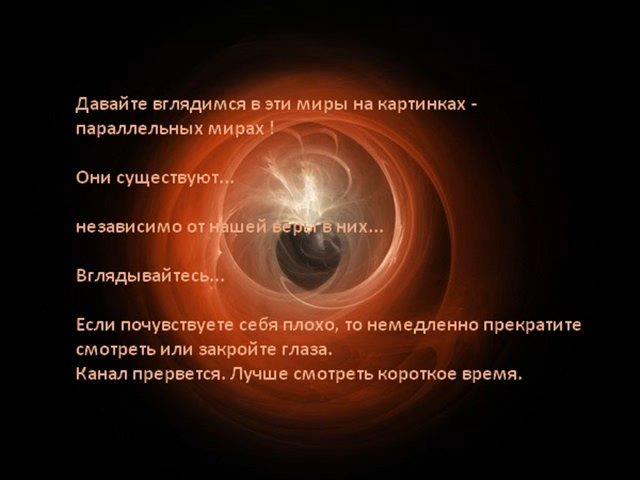 Давайте вглядимся в эти миры на картинках -
параллельных мирах !
Они существуют...
независимо от нашей веры в них...
Вглядывайтесь...
Если почувствуете себя плохо, то немедленно прекратите
смотреть или закройте глаза.
Канал прервется. Лучше смотреть короткое время.